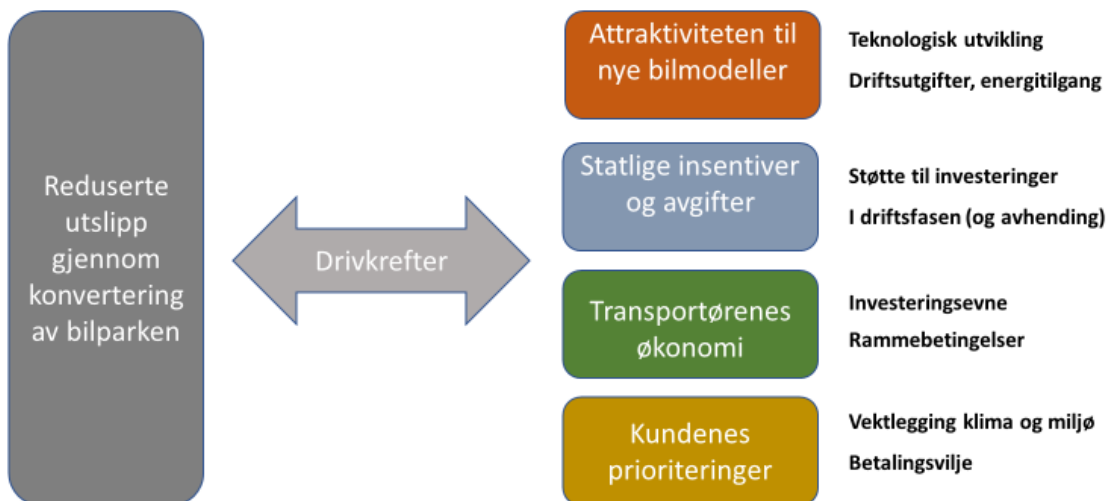 Reduserte
utslipp
gjennom
konvertering
av bilparken
Drivkrefter
Attraktiviteten til
nye bilmodeller
Teknologisk utvikling
Driftsutgifter, energitilgang
Statlige insentiver
og avgifter
Støtte til investeringer
I driftsfasen (og avhending)
Transportørenes
økonomi
Investeringsevne
Rammebetingelser
Kundenes
prioriteringer
Vektlegging klima og miljø
Betalingsvilje